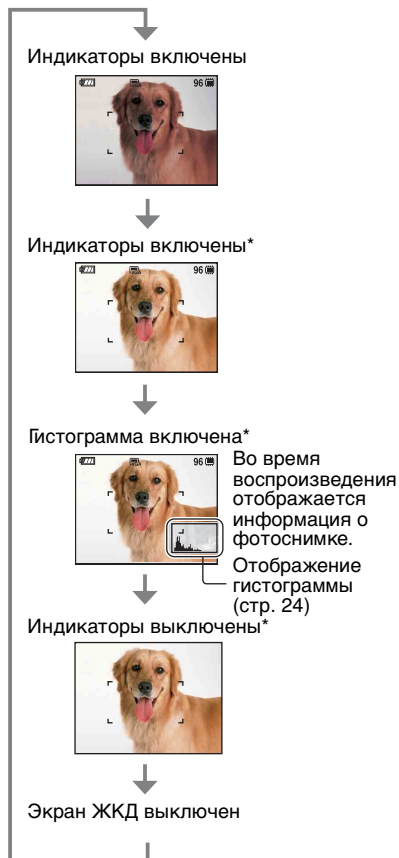 Индикаторы включены
96
Индикаторы включены*
96
Гистограмма включена*
96
Во время
воспроизведения
отображается
информация о
фотоснимке.
Отображение
гистограммы
(стр. 24)
Индикаторы выключены*
Экран ЖКД выключен